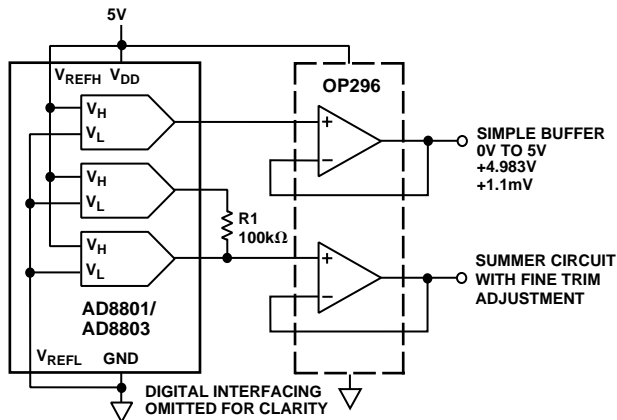 5V
VREFH VDD
OP296
VH
VL
SIMPLE BUFFER
0V TO 5V
+4.983V
+1.1mV
VH
VL
R1
100kΩ
VH
VL
SUMMER CIRCUIT
WITH FINE TRIM
ADJUSTMENT
AD8801/
AD8803
VREFL GND
DIGITAL INTERFACING
OMITTED FOR CLARITY
+
−
+
−